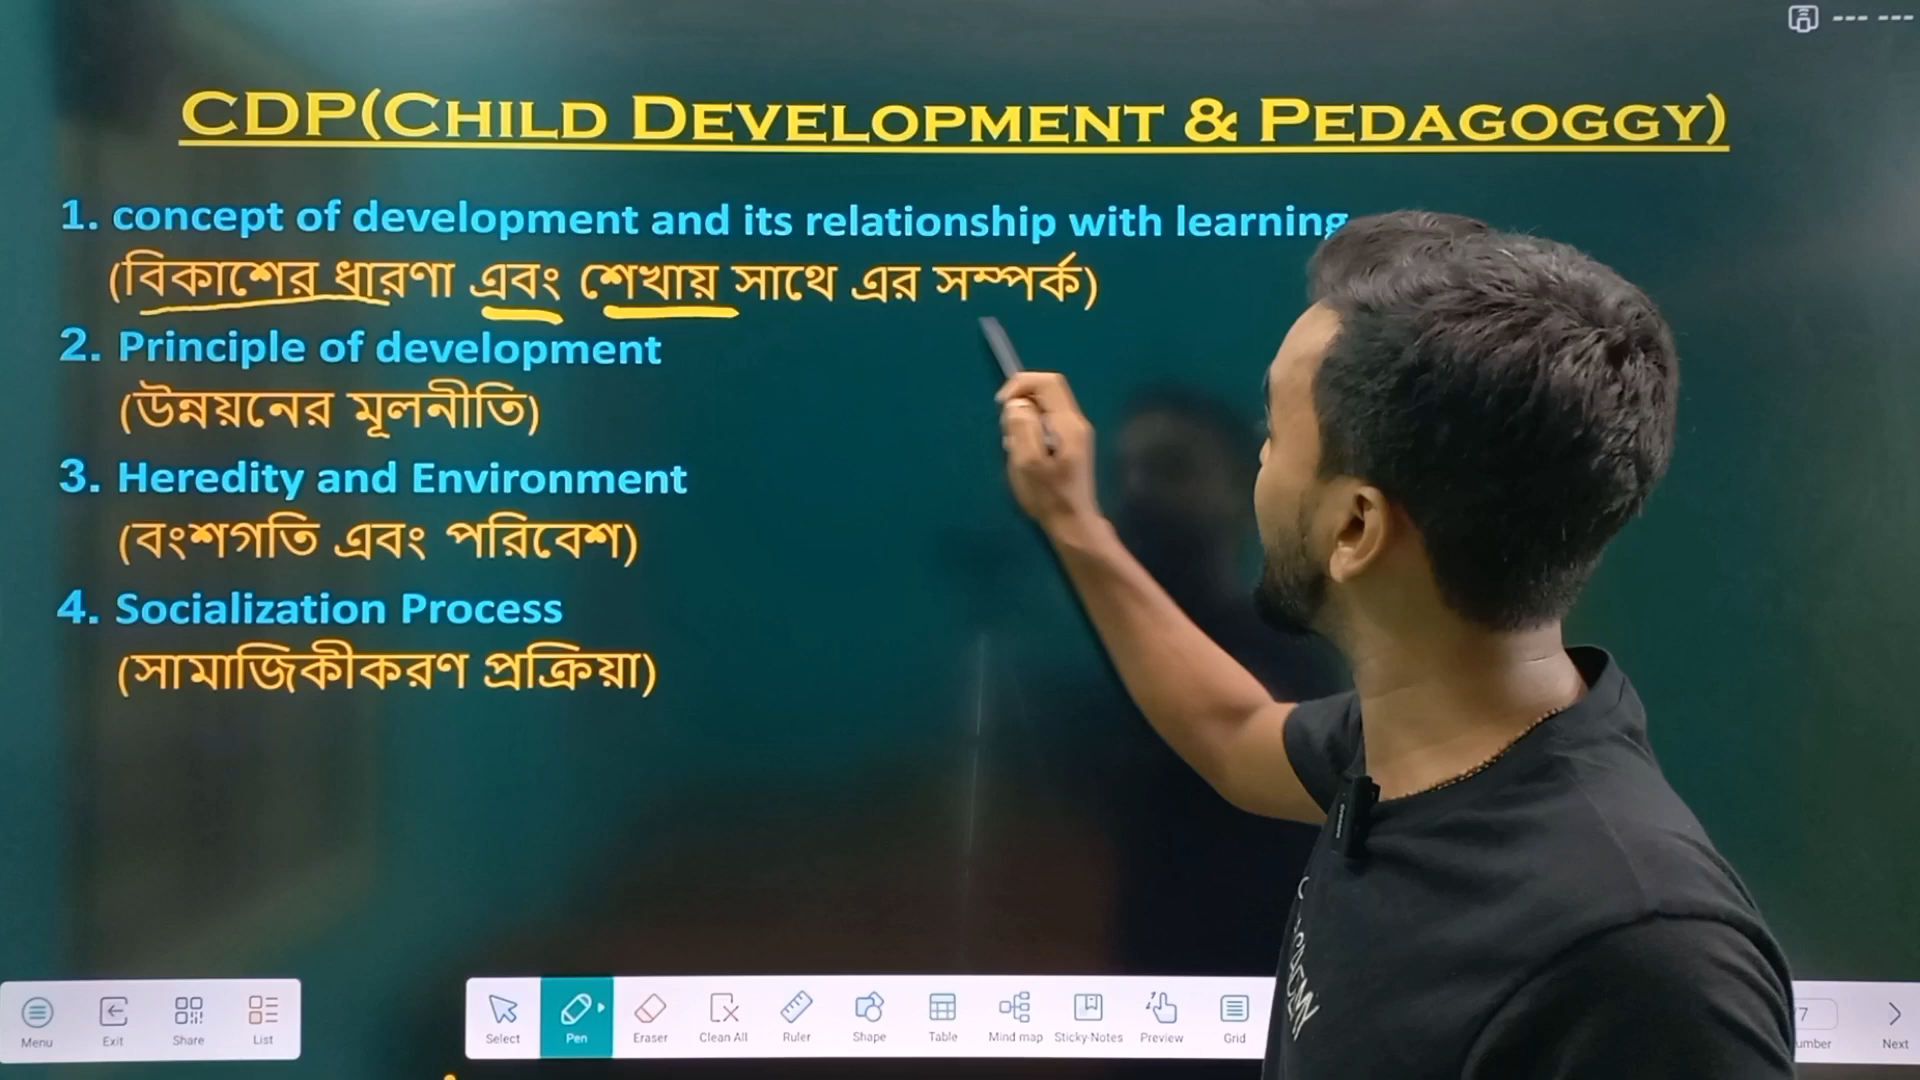 CDP(CHILD DEVELOPMENT & PEDAGOGGY)
1. concept of development and its relationship with learning
(বিকাশের ধারণা এবং শেখায় সাথে এর সম্পর্ক)
2. Principle of development
(উন্নয়নের মূলনীতি)
3. Heredity and Environment
(বংশগতি এবং পরিবেশ)
4. Socialization Process
(সামাজিকীকরণ প্রক্রিয়া)
Menu Exit Share List Select Pen Eraser Clean All Ruler Shape Table Mind map Sticky-Notes Preview Grid Next